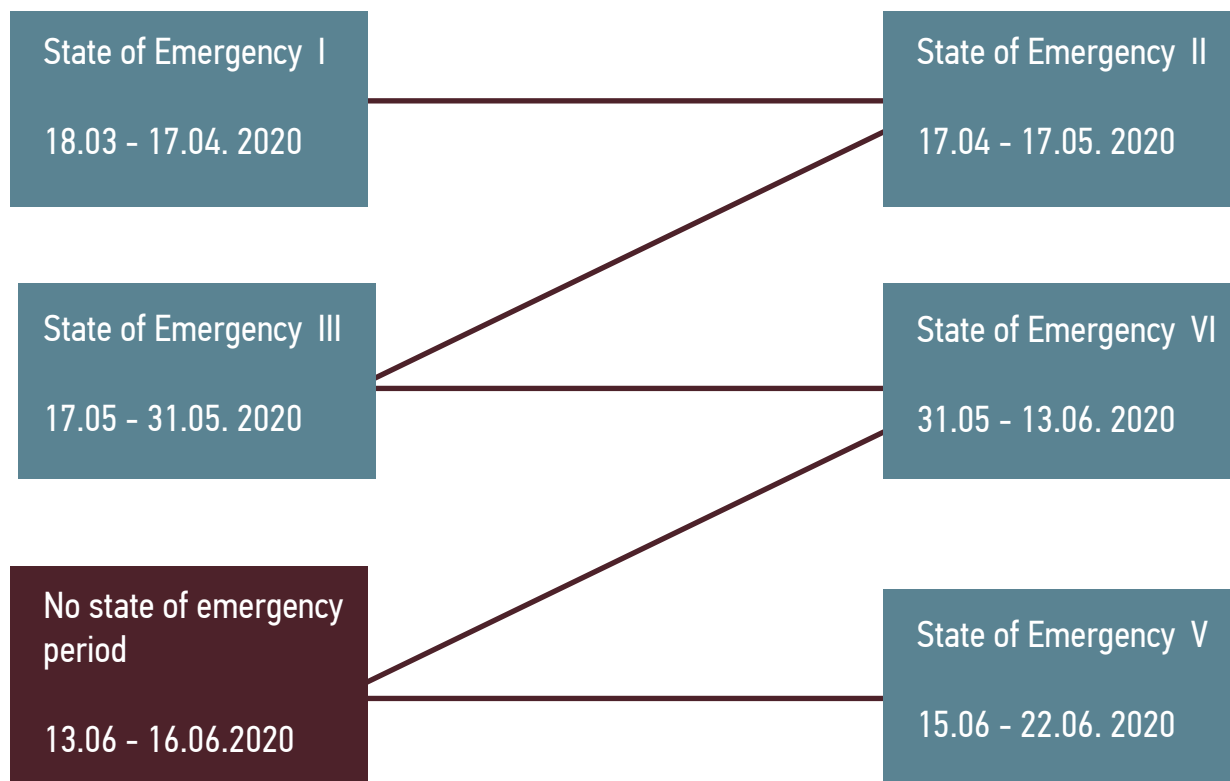 State of Emergency I
18.03 - 17.04. 2020
State of Emergency II
17.04 - 17.05. 2020
State of Emergency III
17.05 - 31.05. 2020
State of Emergency VI
31.05 - 13.06. 2020
No state of emergency
period
13.06 - 16.06.2020
State of Emergency V
15.06 - 22.06. 2020